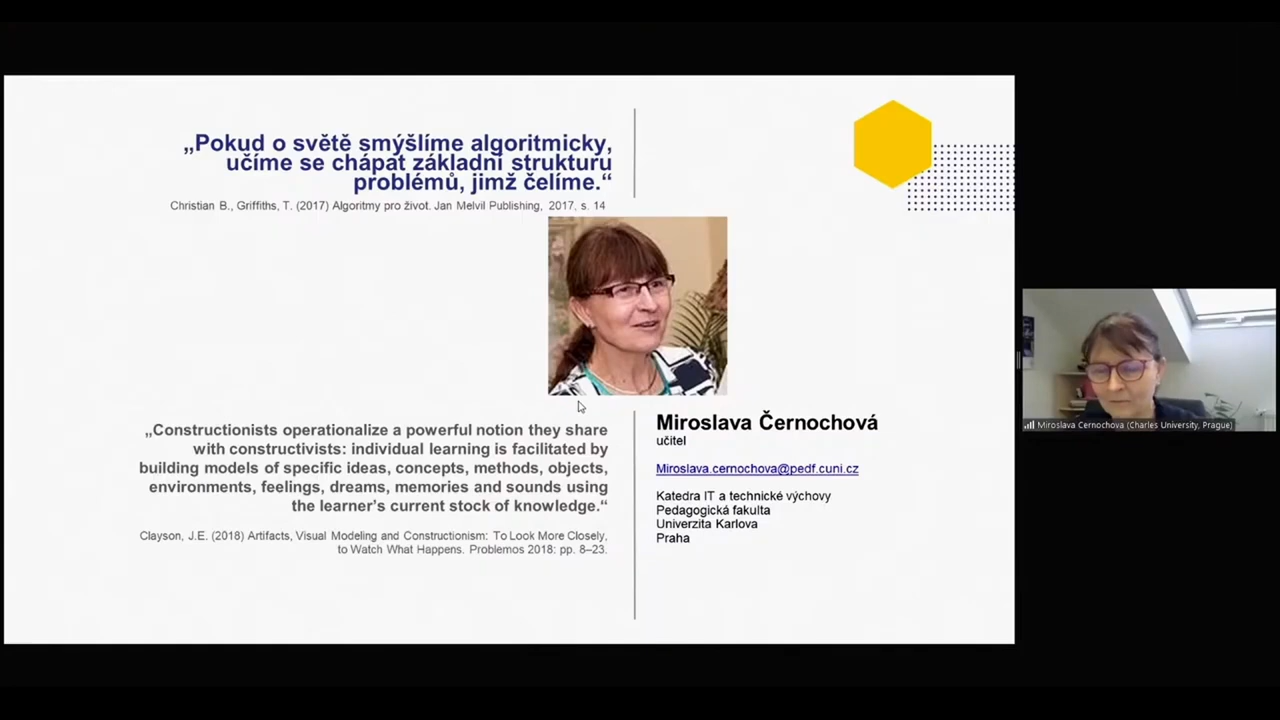 „Pokud o světě smýšlíme algoritmicky,
učíme se chápat základní strukturu
problémů, jimž čelíme.“
Christian B., Griffiths, T. (2017) Algoritmy pro život. Jan Melvil Publishing, 2017, s. 14
„Constructionists operationalize a powerful notion they share
with constructivists: individual learning is facilitated by
building models of specific ideas, concepts, methods, objects,
environments, feelings, dreams, memories and sounds using
the learner’s current stock of knowledge.“
Clayson, J.E. (2018) Artifacts, Visual Modeling and Constructionism: To Look More Closely,
to Watch What Happens. Problemos 2018: pp. 8–23.
Miroslava Černochová
učitel
Miroslava.cernochova@pedf.cuni.cz
Katedra IT a technické výchovy
Pedagogická fakulta
Univerzita Karlova
Praha
Miroslava Cernochova (Charles University, Prague)